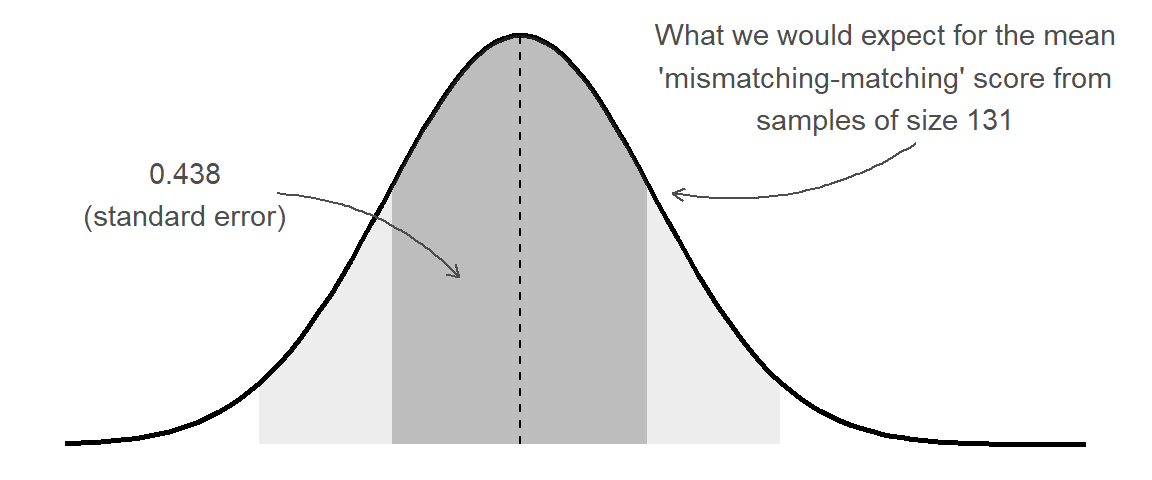 What we would expect for the mean
'mismatching-matching' score from
samples of size 131
0.438
(standard error)